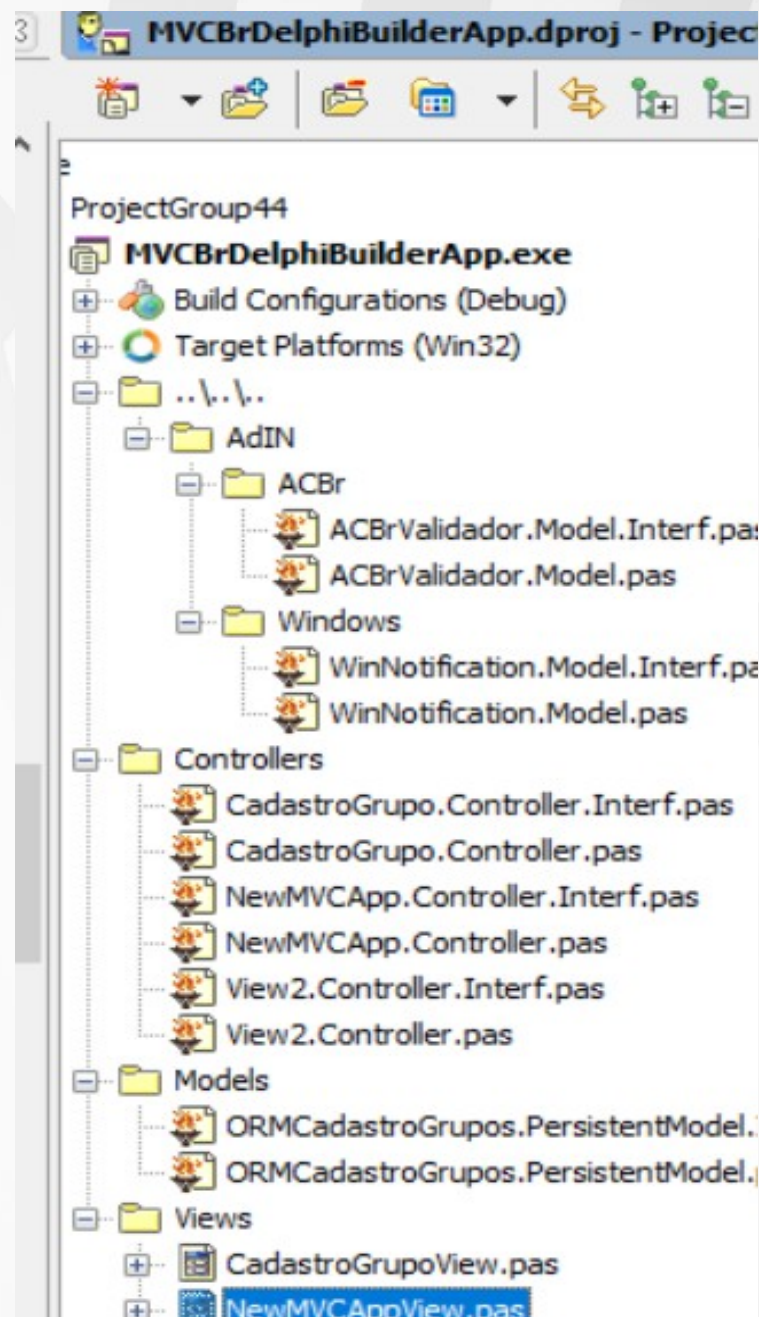 3
MVCBrDelphiBuilderApp.dproj - Project
ProjectGroup44
MVCBrDelphiBuilderApp.exe
Build Configurations (Debug)
Target Platforms (Win32)
..\..\..
AdIN
ACBr
ACBrValidador.Model.Interf.pas
ACBrValidador.Model.pas
Windows
WinNotification.Model.Interf.pa
WinNotification.Model.pas
Controllers
CadastroGrupo.Controller.Interf.pas
CadastroGrupo.Controller.pas
NewMVCApp.Controller.Interf.pas
NewMVCApp.Controller.pas
View2.Controller.Interf.pas
View2.Controller.pas
Models
ORMCadastroGrupos.PersistentModel.
ORMCadastroGrupos.PersistentModel.
Views
CadastroGrupoView.pas
NewMVCAppView.pas